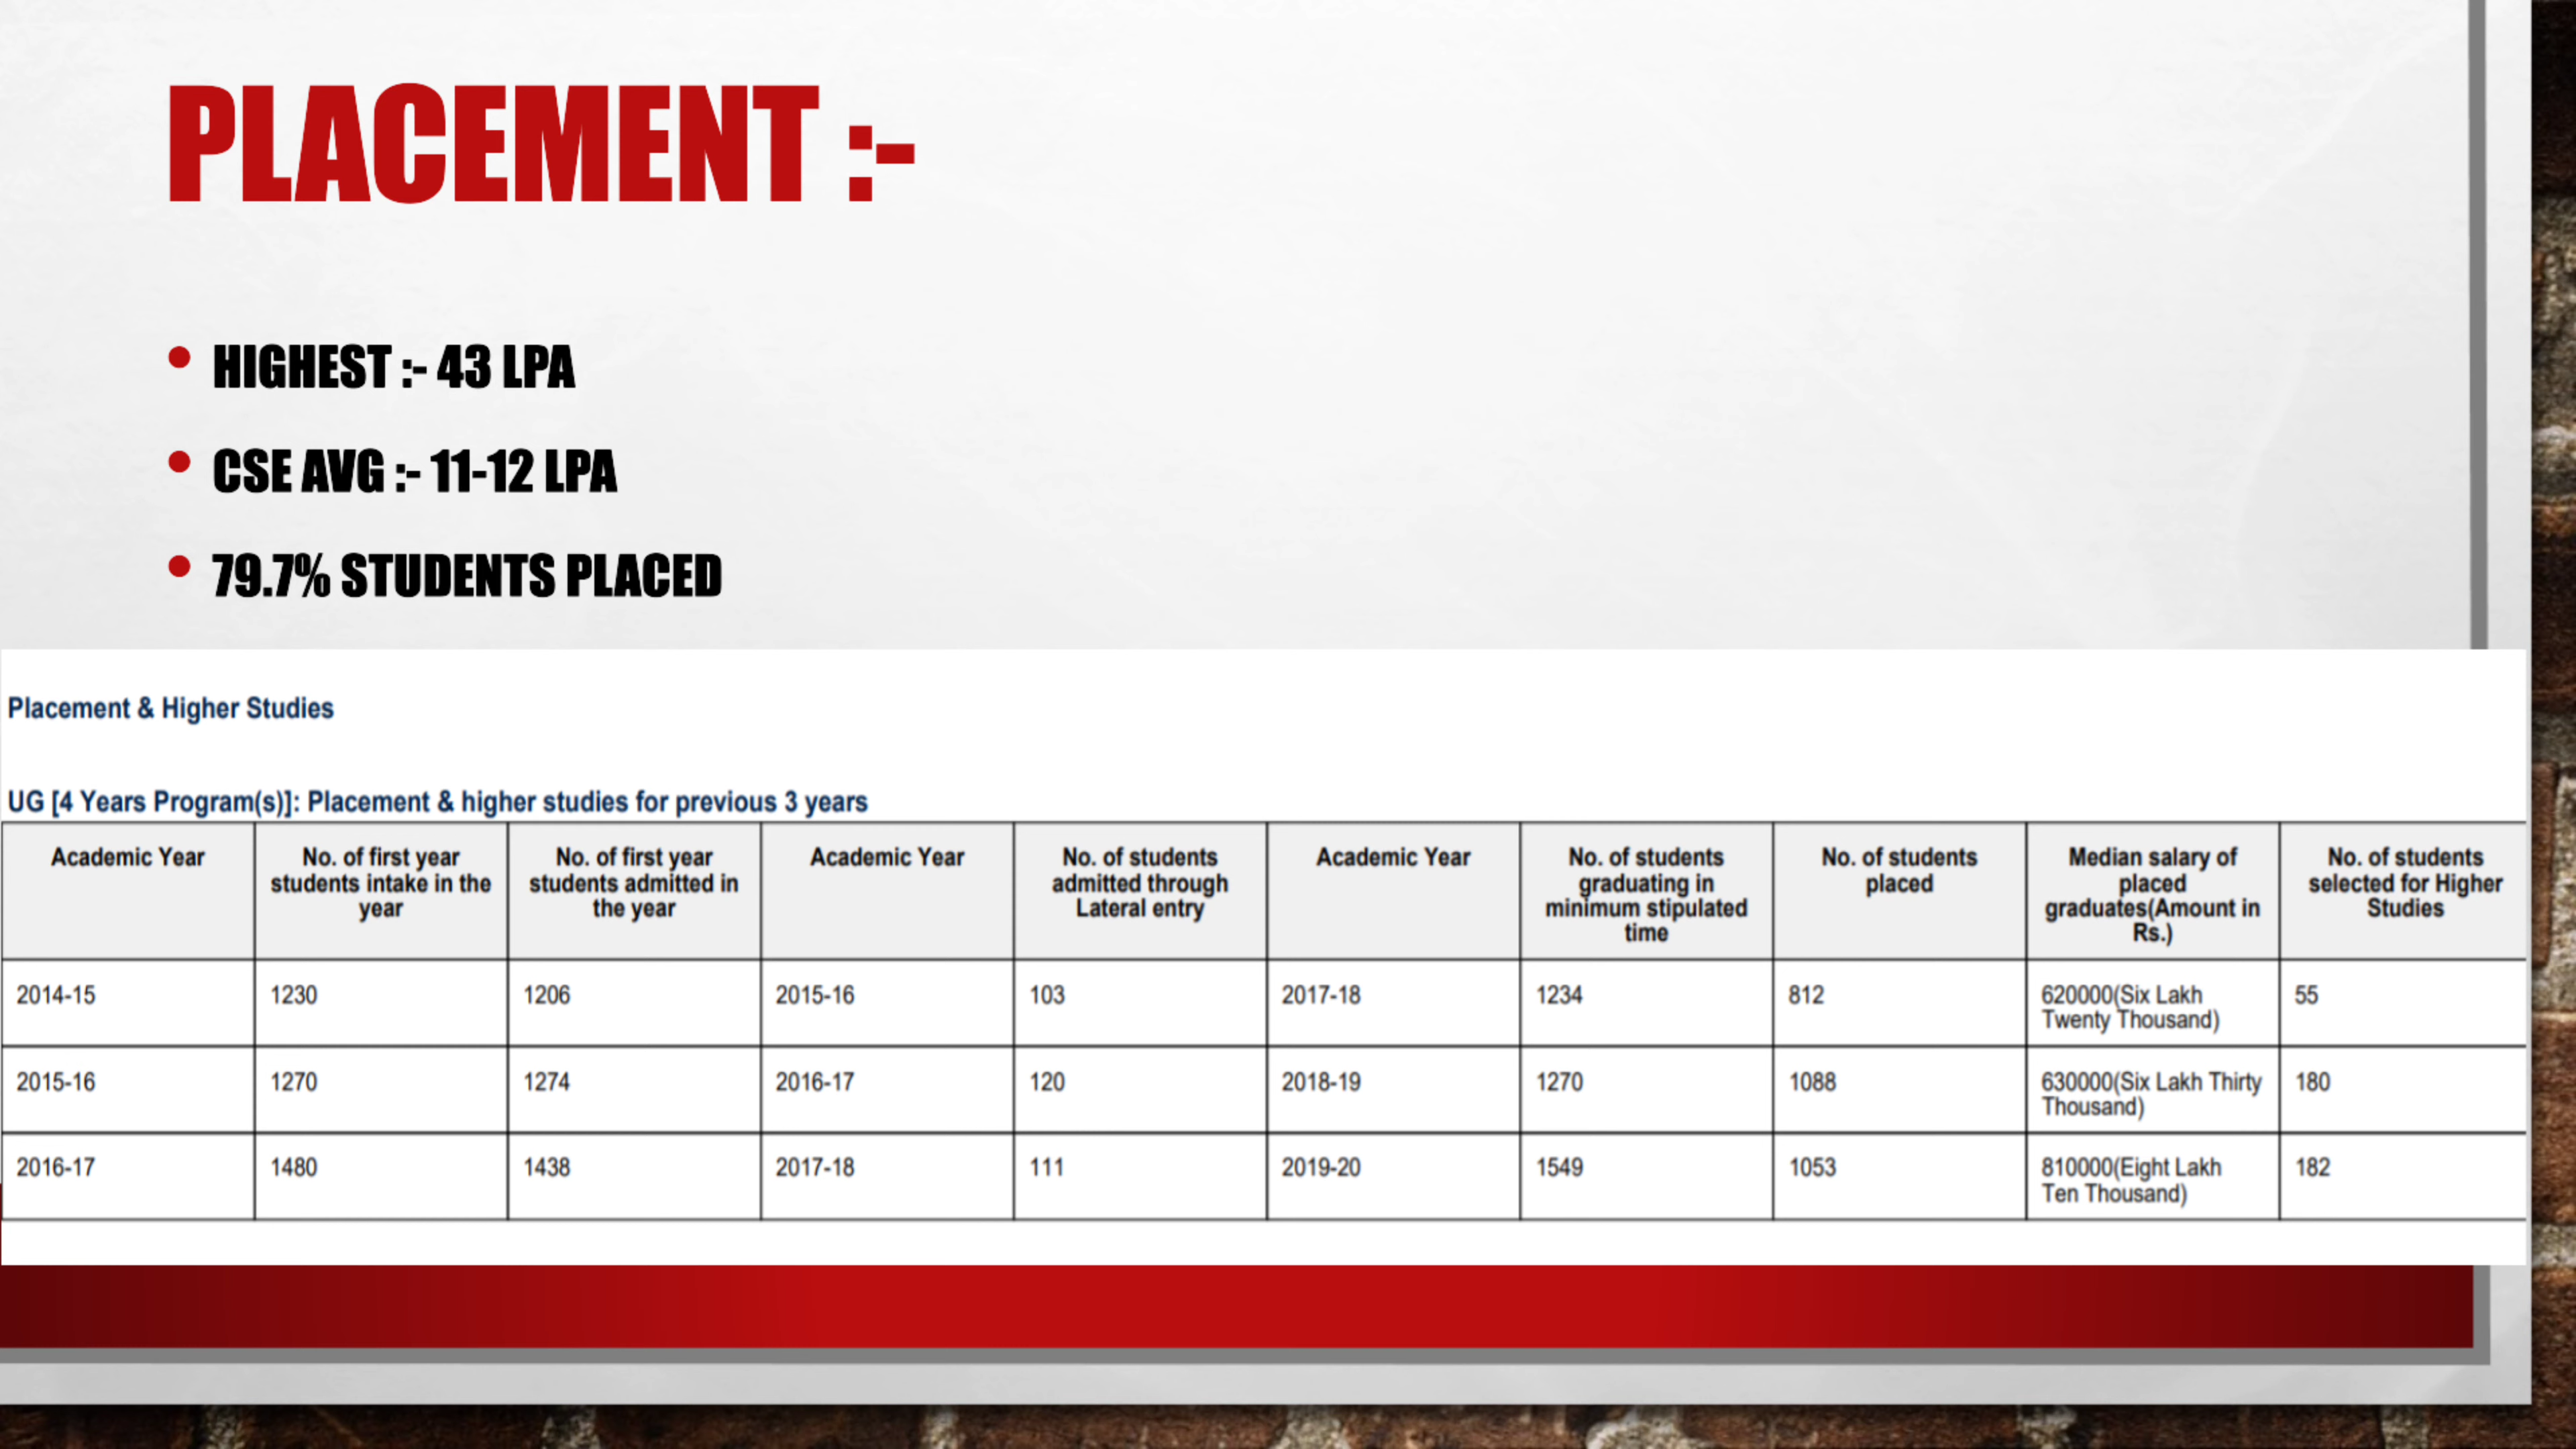 PLACEMENT :-
• HIGHEST :- 43 LPA
• CSE AVG :- 11-12 LPA
• 79.7% STUDENTS PLACED
Placement & Higher Studies
UG [4 Years Program(s)]: Placement & higher studies for previous 3 years
Academic Year No. of first year students intake in the year No. of first year students admitted in the year Academic Year No. of students admitted through Lateral entry Academic Year No. of students graduating in minimum stipulated time No. of students placed Median salary of placed graduates(Amount in Rs.) No. of students selected for Higher Studies
2014-15 1230 1206 2015-16 103 2017-18 1234 812 620000(Six Lakh Twenty Thousand) 55
2015-16 1270 1274 2016-17 120 2018-19 1270 1088 630000(Six Lakh Thirty Thousand) 180
2016-17 1480 1438 2017-18 111 2019-20 1549 1053 810000(Eight Lakh Ten Thousand) 182